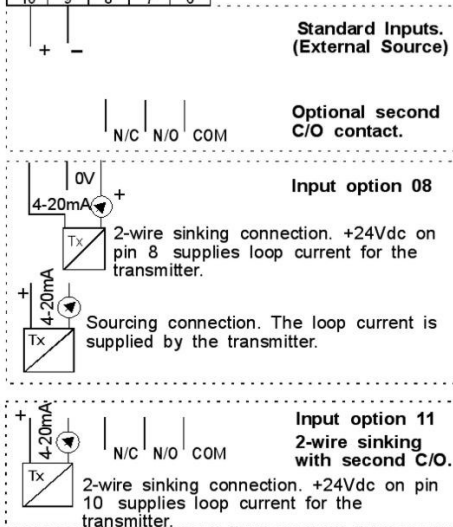 + −
Standard Inputs.
(External Source)
N/C N/O COM
Optional second
C/O contact.
Input option 08
0V
4-20mA
+
Tx
2-wire sinking connection. +24Vdc on
pin 8 supplies loop current for the
transmitter.
+
4-20mA
Tx
Sourcing connection. The loop current is
supplied by the transmitter.
+
4-20mA
Tx
N/C N/O COM
Input option 11
2-wire sinking
with second C/O.
2-wire sinking connection. +24Vdc on pin
10 supplies loop current for the
transmitter.